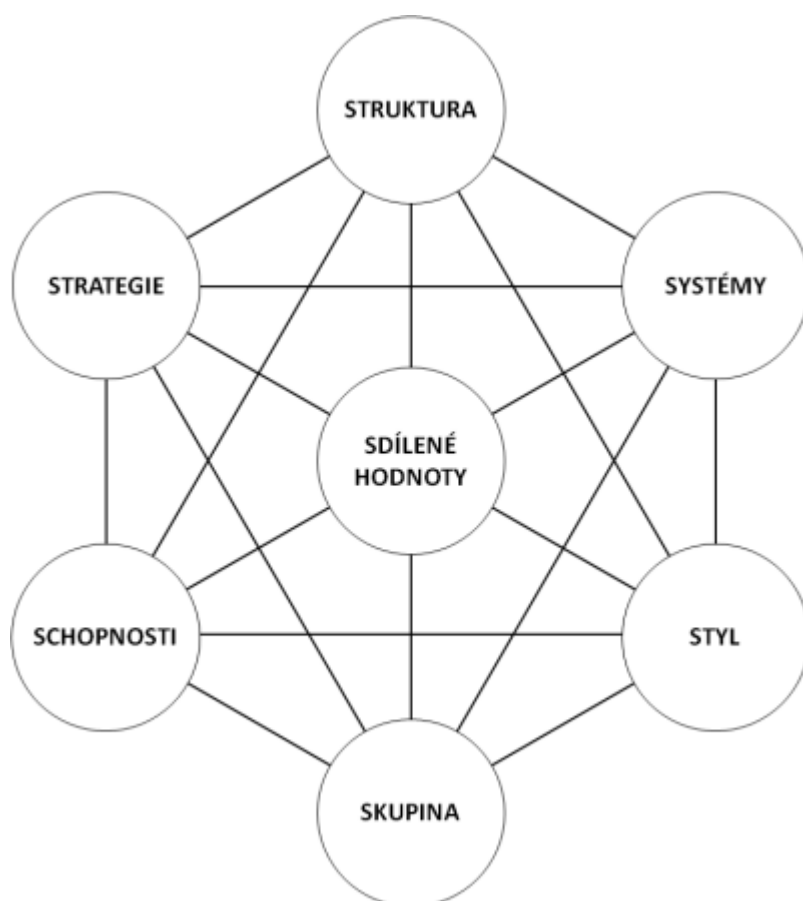 STRUKTURA
STRATEGIE
SYSTÉMY
SDÍLENÉ
HODNOTY
SCHOPNOSTI
STYL
SKUPINA